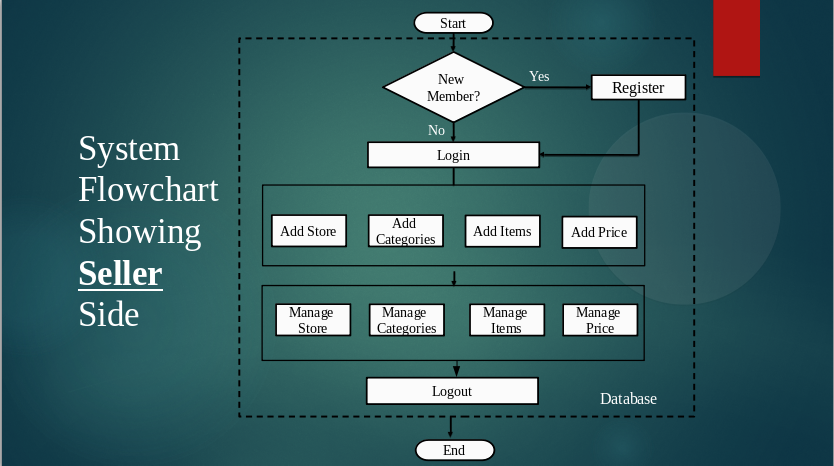 Start
New
Member?
Yes
Register
No
Login
System
Flowchart
Showing
Seller
Side
Add Store
Add
Categories
Add Items
Add Price
Manage
Store
Manage
Categories
Manage
Items
Manage
Price
Logout
Database
End